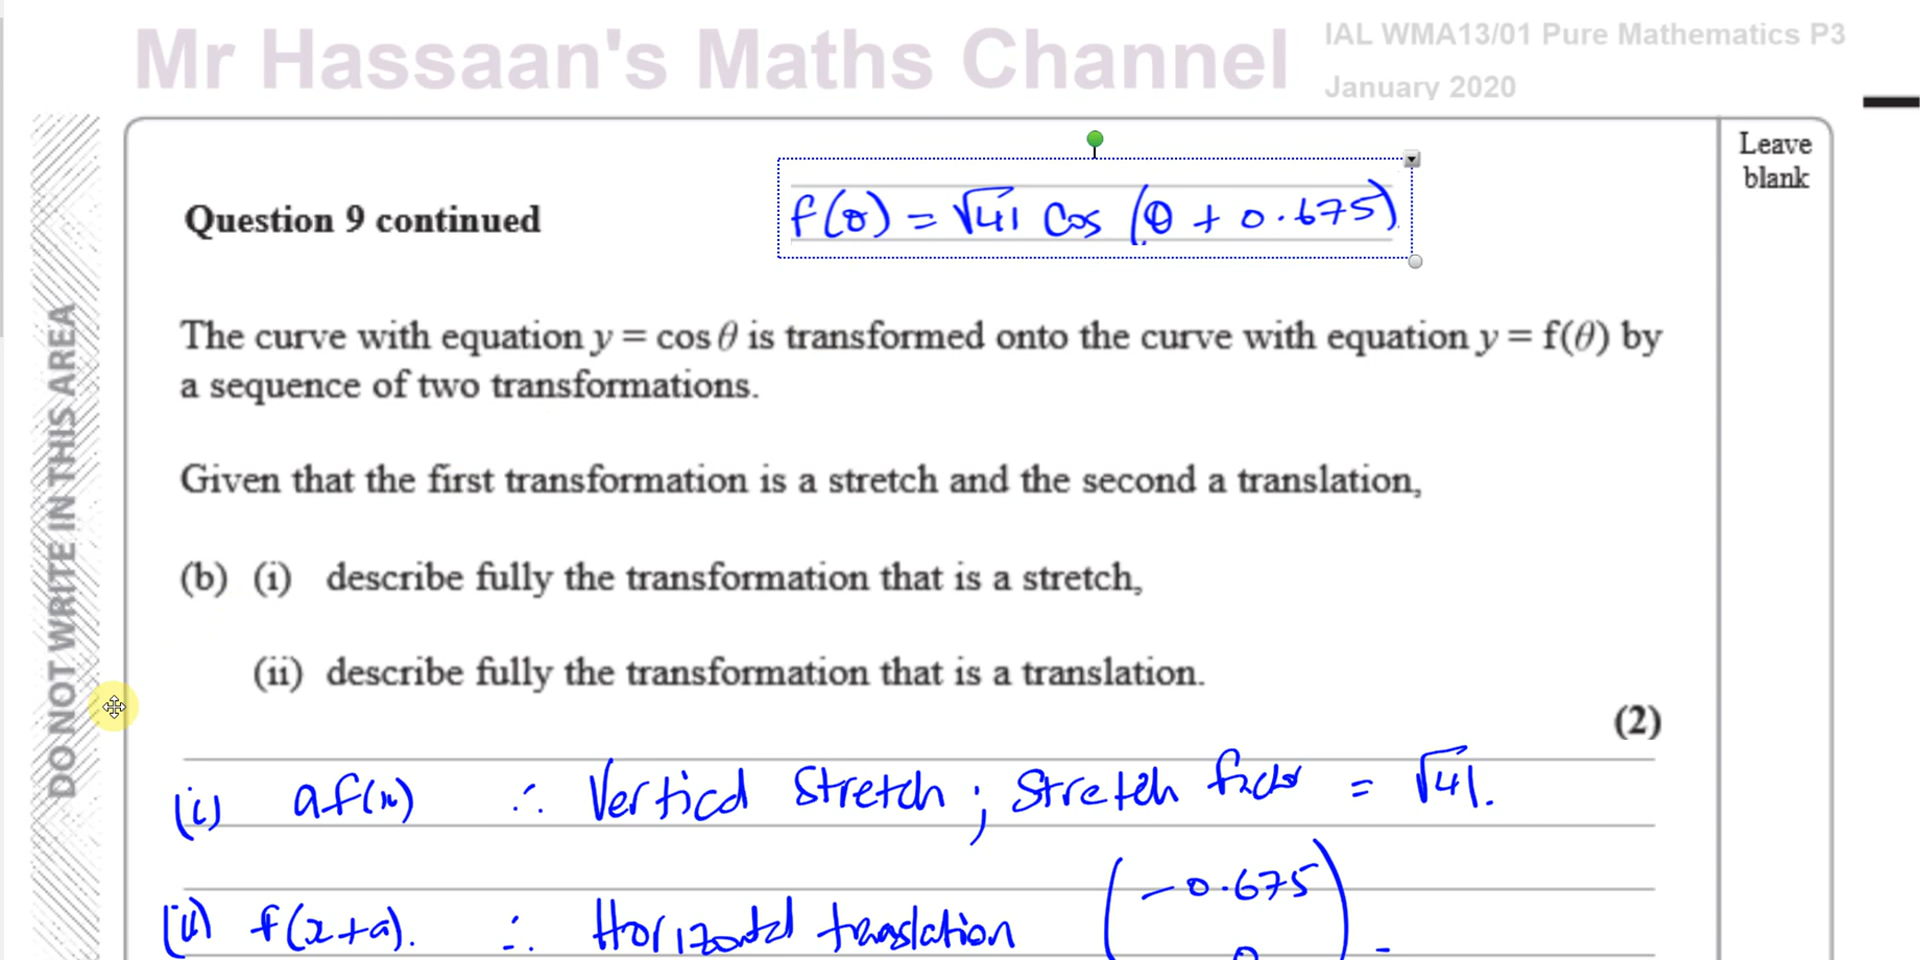 Mr Hassaan's Maths Channel
IAL WMA13/01 Pure Mathematics P3
January 2020
Leave
blank
Question 9 continued
f(θ) = √41 Cos (θ + 0.675)
The curve with equation y = cos θ is transformed onto the curve with equation y = f(θ) by
a sequence of two transformations.
Given that the first transformation is a stretch and the second a translation,
(b) (i) describe fully the transformation that is a stretch,
(ii) describe fully the transformation that is a translation.
(2)
(i) af(x) ∴ Vertical Stretch ; Stretch factor = √41.
(ii) f(x+a). ∴ Horizontal translation (-0.675
0)
DO NOT WRITE IN THIS AREA